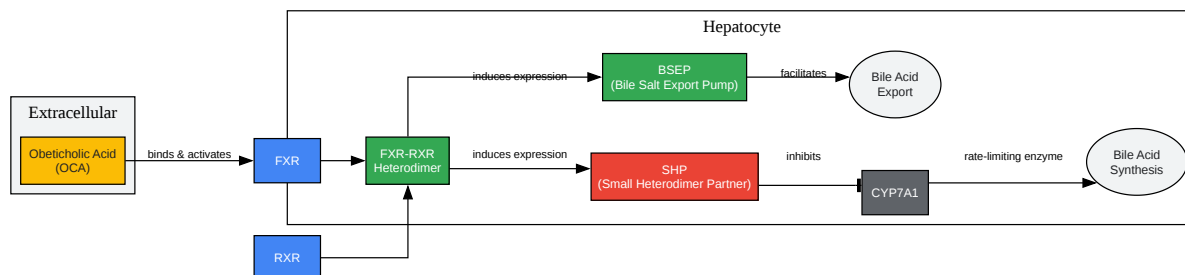 Hepatocyte
Extracellular
Obeticholic Acid
(OCA)
binds & activates
FXR
RXR
FXR-RXR
Heterodimer
induces expression
BSEP
(Bile Salt Export Pump)
facilitates
Bile Acid
Export
induces expression
SHP
(Small Heterodimer Partner)
inhibits
CYP7A1
rate-limiting enzyme
Bile Acid
Synthesis